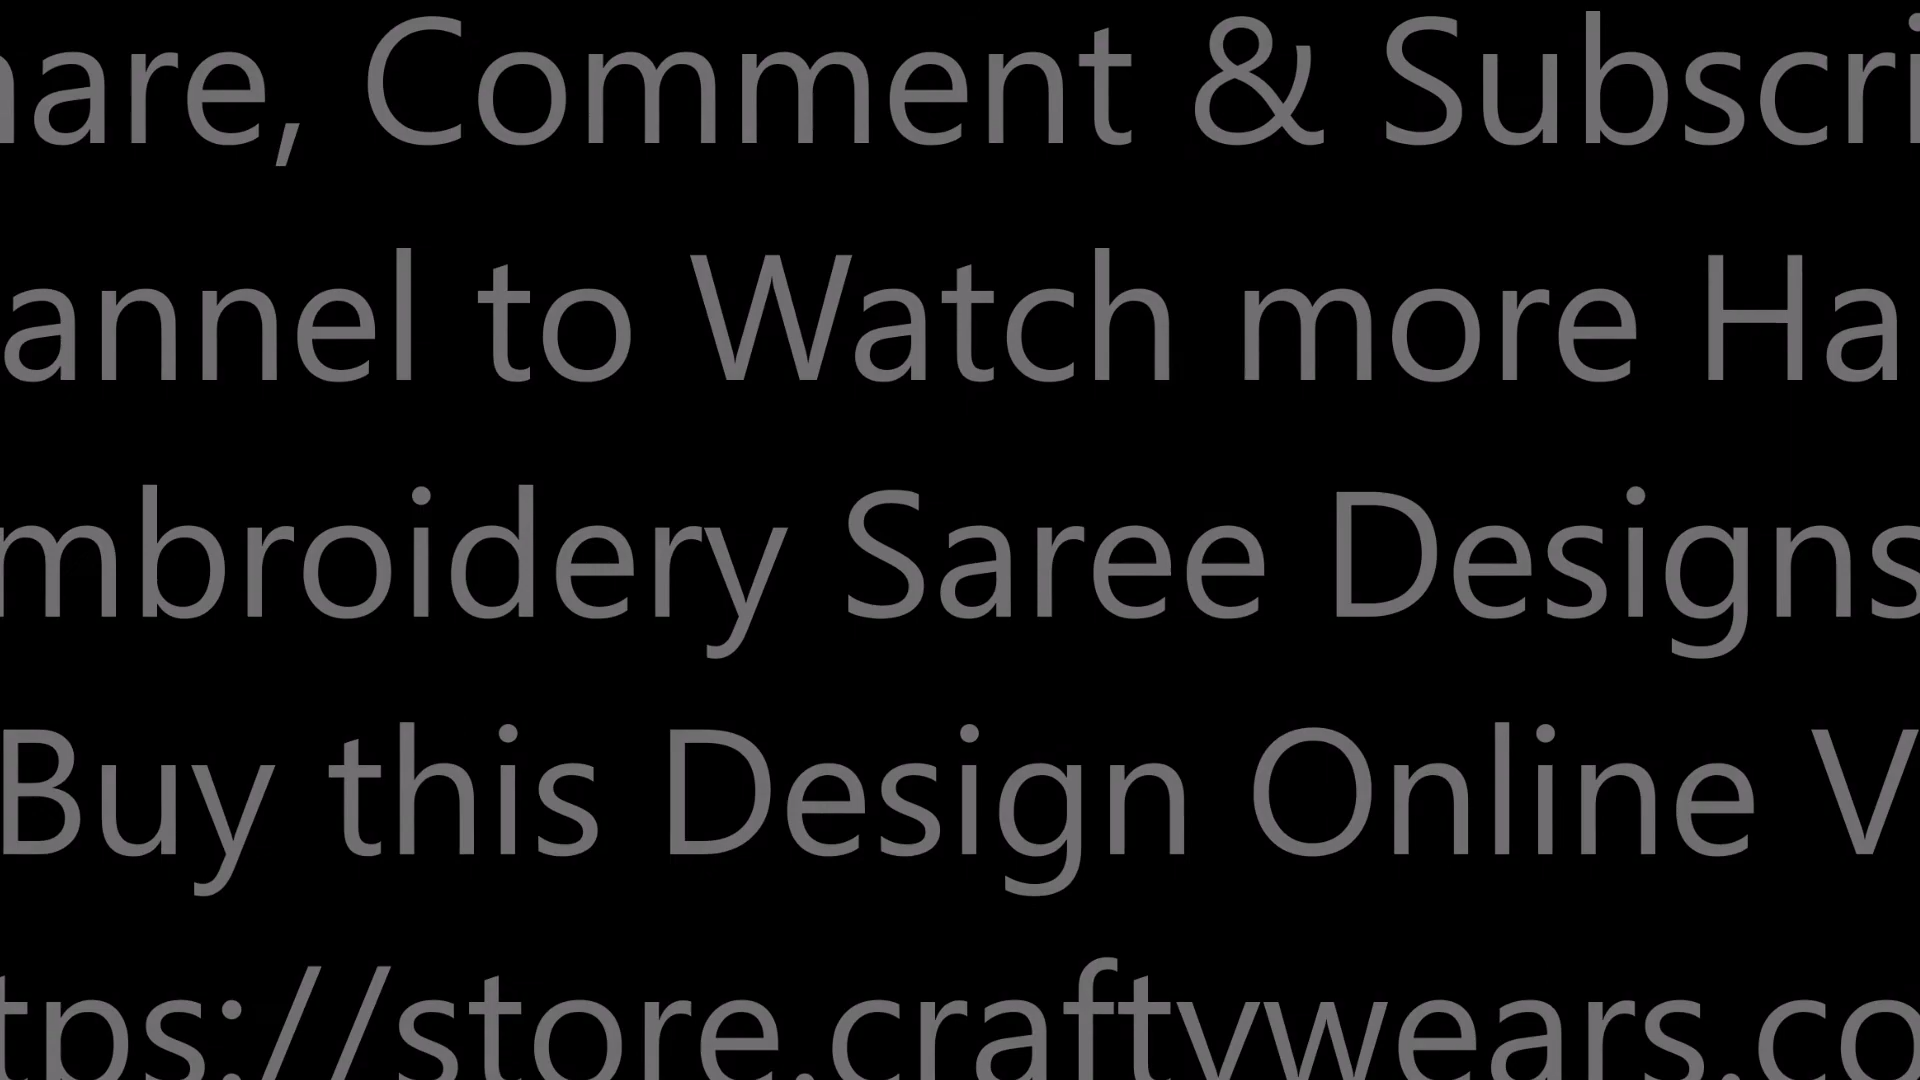 hare, Comment & Subscri
annel to Watch more Ha
mbroidery Saree Designs
Buy this Design Online V
tps://store.craftywears.co